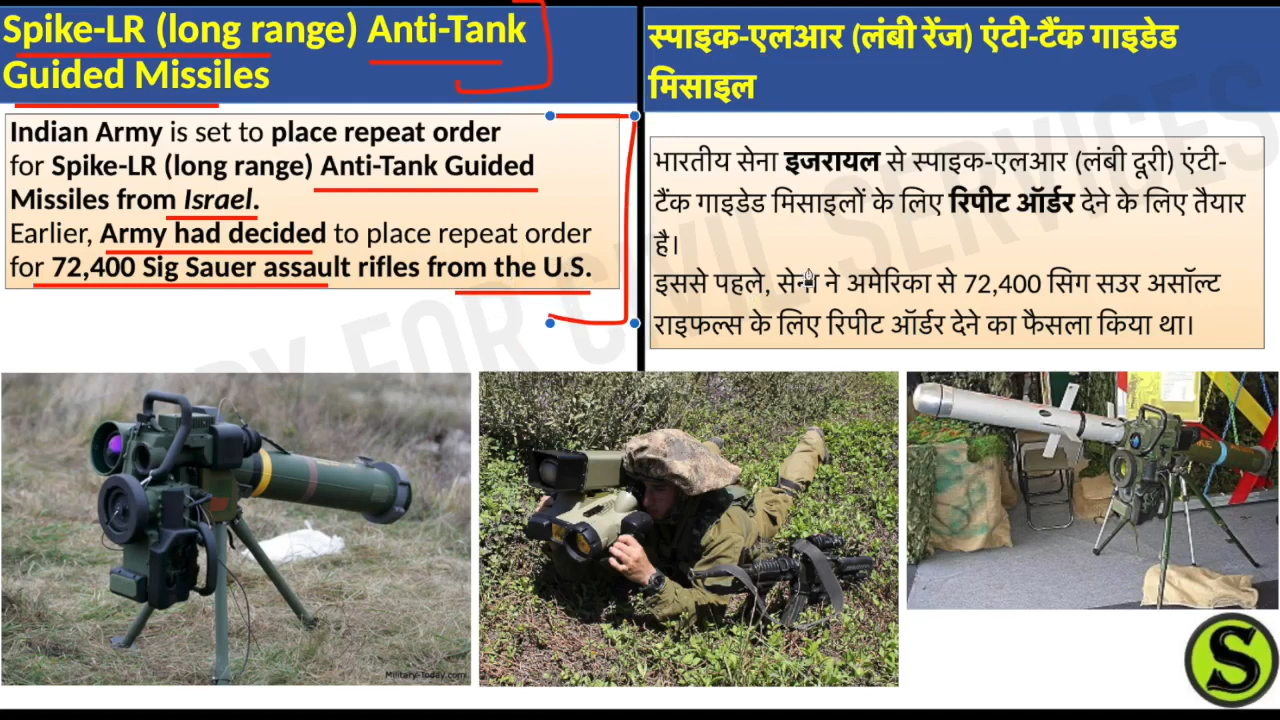 Spike-LR (long range) Anti-Tank
Guided Missiles
Indian Army is set to place repeat order
for Spike-LR (long range) Anti-Tank Guided
Missiles from Israel.
Earlier, Army had decided to place repeat order
for 72,400 Sig Sauer assault rifles from the U.S.
स्पाइक-एलआर (लंबी रेंज) एंटी-टैंक गाइडेड
मिसाइल
भारतीय सेना इजरायल से स्पाइक-एलआर (लंबी दूरी) एंटी-
टैंक गाइडेड मिसाइलों के लिए रिपीट ऑर्डर देने के लिए तैयार
है।
इससे पहले, सेना ने अमेरिका से 72,400 सिग सउर असॉल्ट
राइफल्स के लिए रिपीट ऑर्डर देने का फैसला किया था।
FOR CIVIL SERVICES
Military-Today.com
S